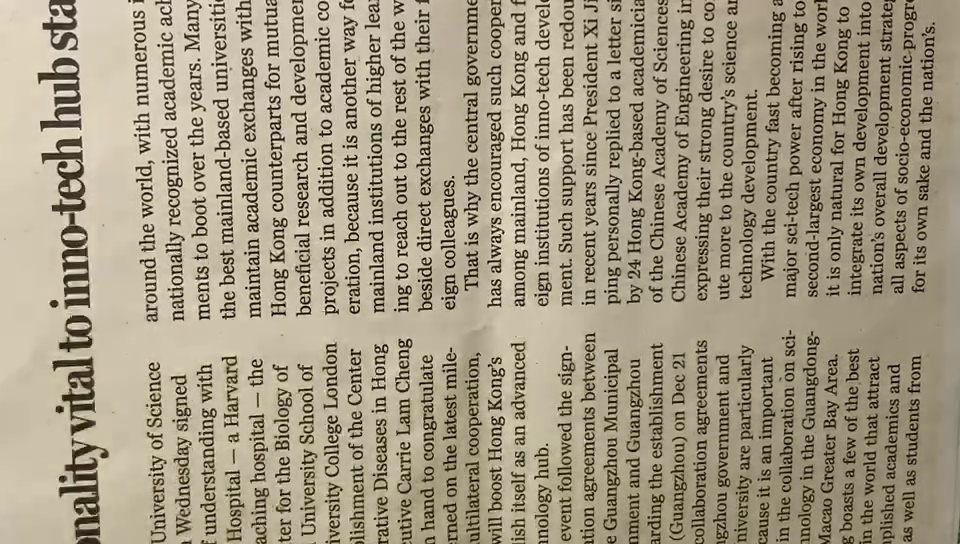 onality vital to inno-tech hub sta
University of Science
Wednesday signed
understanding with
Hospital — a Harvard
aching hospital — the
ter for the Biology of
University School of
iversity College London
blishment of the Center
rative Diseases in Hong
utive Carrie Lam Cheng
hand to congratulate
erned on the latest mile-
ultilateral cooperation,
will boost Hong Kong's
lish itself as an advanced
nology hub.
event followed the sign-
tion agreements between
Guangzhou Municipal
ment and Guangzhou
arding the establishment
(Guangzhou) on Dec 21
collaboration agreements
ngzhou government and
niversity are particularly
cause it is an important
in the collaboration on sci-
nology in the Guangdong-
Macao Greater Bay Area.
boasts a few of the best
in the world that attract
mplished academics and
as well as students from
around the world, with numerous i
nationally recognized academic ach
ments to boot over the years. Many
the best mainland-based universitie
maintain academic exchanges with
Hong Kong counterparts for mutua
beneficial research and developmen
projects in addition to academic co
eration, because it is another way fo
mainland institutions of higher lear
ing to reach out to the rest of the w
beside direct exchanges with their f
eign colleagues.
That is why the central governme
has always encouraged such cooper
among mainland, Hong Kong and f
eign institutions of inno-tech develo
ment. Such support has been redou
in recent years since President Xi Ji
ping personally replied to a letter si
by 24 Hong Kong-based academicia
of the Chinese Academy of Sciences
Chinese Academy of Engineering in
expressing their strong desire to con
ute more to the country's science an
technology development.
With the country fast becoming a
major sci-tech power after rising to
second-largest economy in the worl
it is only natural for Hong Kong to
integrate its own development into
nation's overall development strateg
all aspects of socio-economic-progre
for its own sake and the nation's.